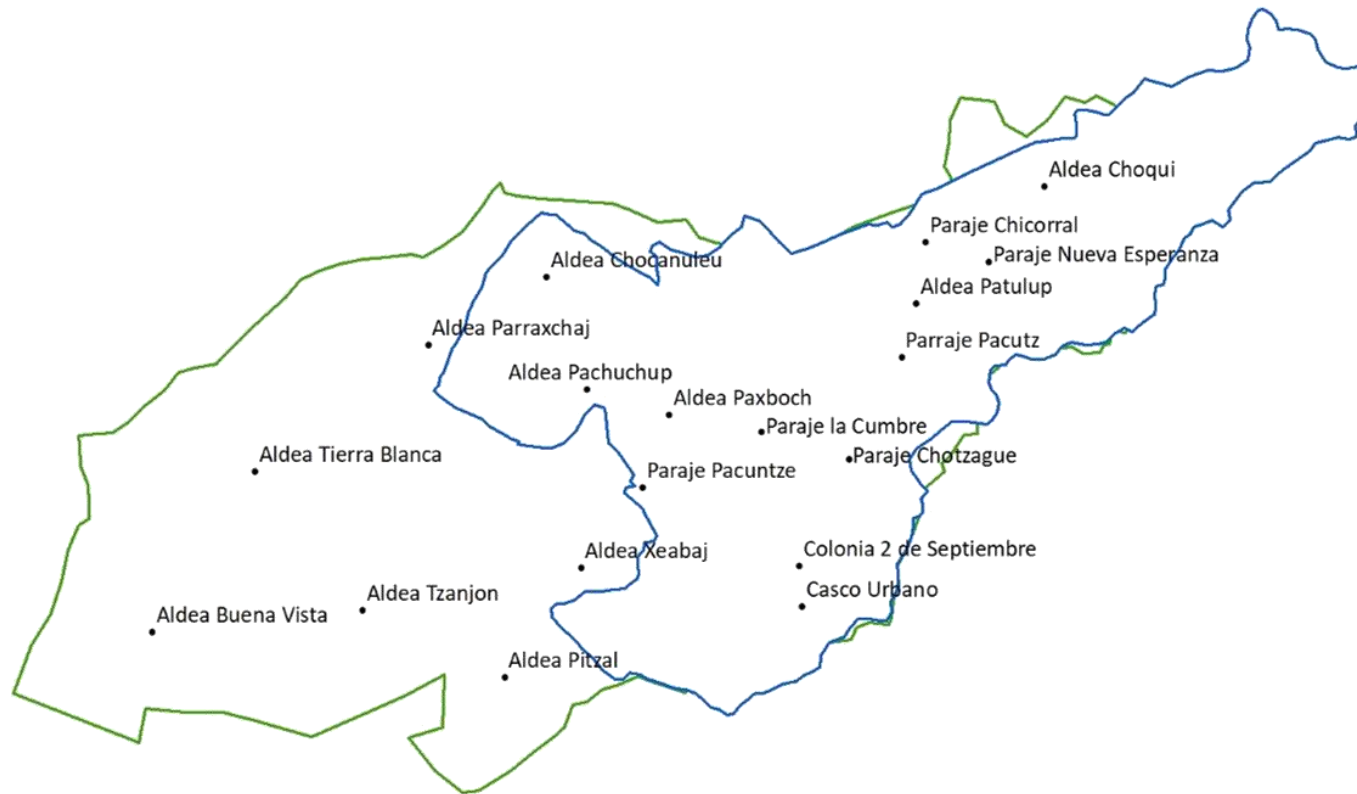 Aldea Choqui
Paraje Chicorral
Paraje Nueva Esperanza
Aldea Chocanuleu
Aldea Patulup
Aldea Parraxchaj
Parraje Pacutz
Aldea Pachuchup
Aldea Paxboch
Paraje la Cumbre
Aldea Tierra Blanca
Paraje Chotzague
Paraje Pacuntze
Aldea Xeabaj
Colonia 2 de Septiembre
Aldea Tzanjon
Casco Urbano
Aldea Buena Vista
Aldea Pitzal